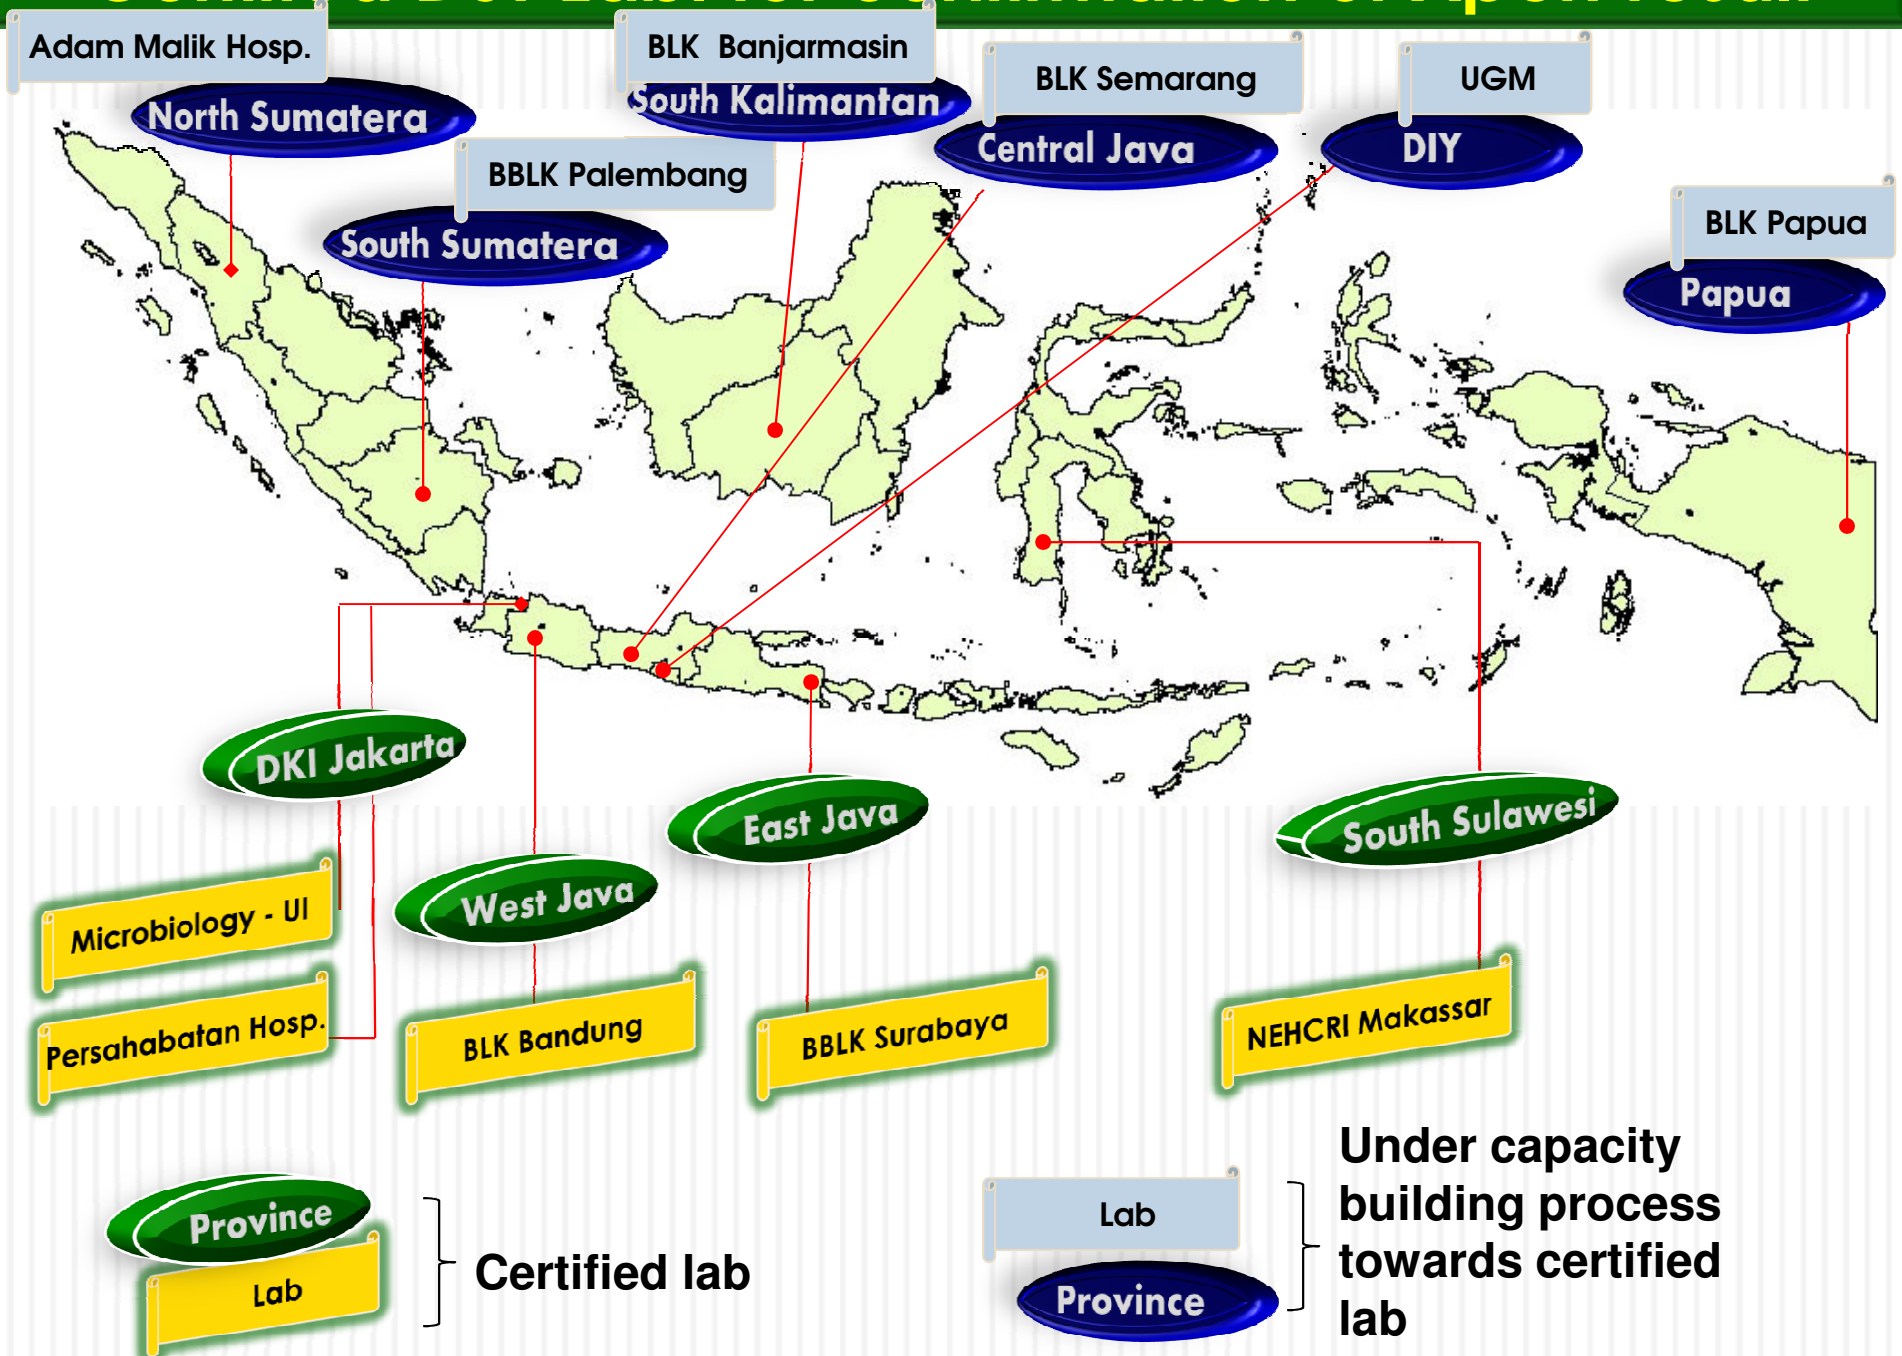 Adam Malik Hosp.
North Sumatera
BLK Banjarmasin
South Kalimantan
BLK Semarang
Central Java
UGM
DIY
BBLK Palembang
South Sumatera
BLK Papua
Papua
DKI Jakarta
East Java
South Sulawesi
West Java
Microbiology - UI
Persahabatan Hosp.
BLK Bandung
BBLK Surabaya
NEHCRI Makassar
Province
Lab
Certified lab
Lab
Province
Under capacity
building process
towards certified
lab